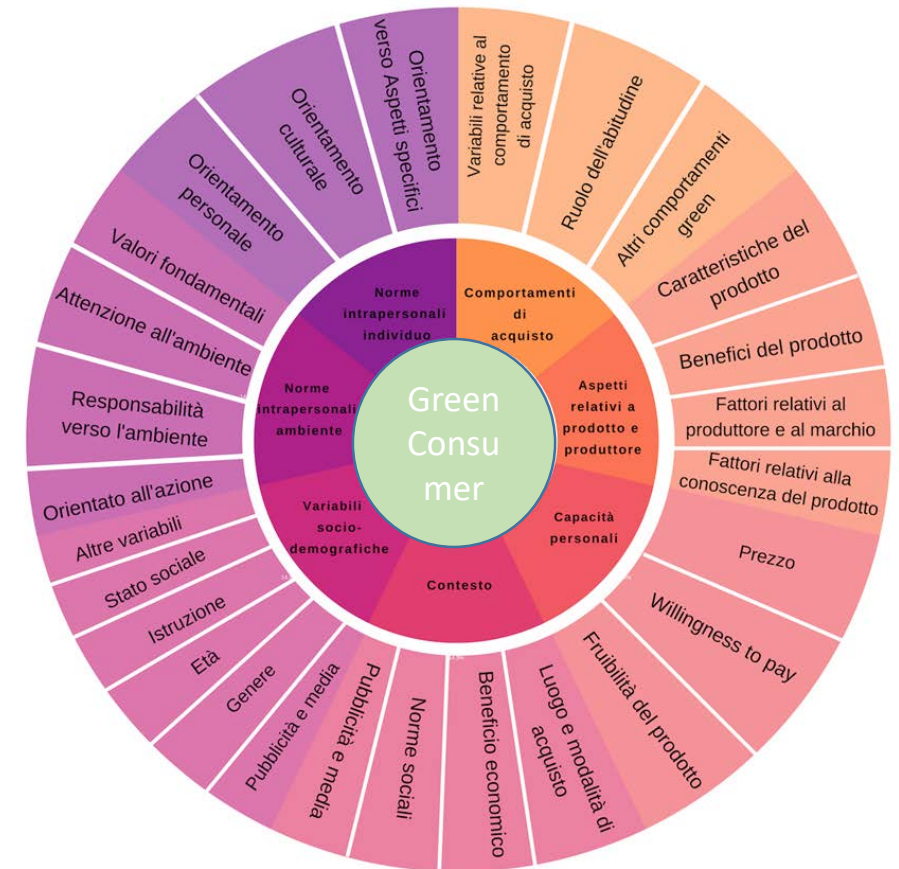 Variabili relative al
comportamento
di acquisto
Ruolo dell'abitudine
Altri comportamenti
green
Caratteristiche del
prodotto
Benefici del prodotto
Fattori relativi al
produttore e al marchio
Fattori relativi alla
conoscenza del prodotto
Prezzo
Willingness to pay
Fruibilità del prodotto
Luogo e modalità di
acquisto
Beneficio economico
Norme sociali
Pubblicità e media
Pubblicità e media
Genere
Età
Istruzione
Stato sociale
Altre variabili
Orientato all'azione
Responsabilità
verso l'ambiente
Attenzione all'ambiente
Valori fondamentali
Orientamento
personale
Orientamento
culturale
Orientamento
verso Aspetti specifici
Norme
intrapersonali
individuo
Comportamenti
di
acquisto
Aspetti
relativi a
prodotto e
produttore
Capacità
personali
Contesto
Variabili
socio-
demografiche
Norme
intrapersonali
ambiente
Green
Consu
mer